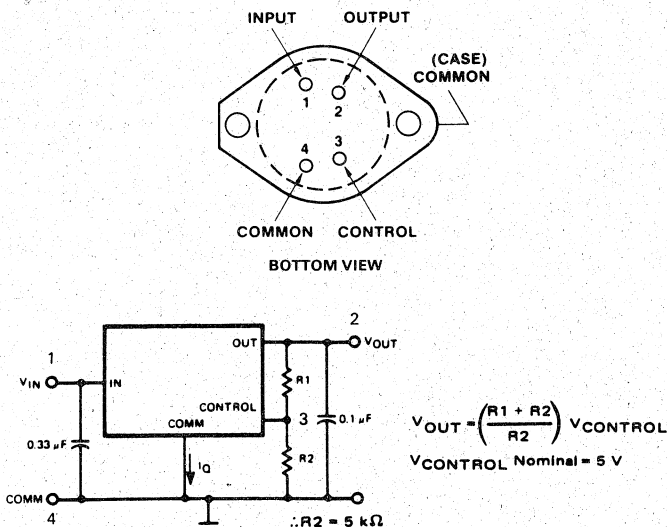 INPUT OUTPUT
(CASE)
COMMON
1 2
4 3
COMMON CONTROL
BOTTOM VIEW
2
OUT VOUT
1
R1
VIN IN
CONTROL
3 0.1 µF
COMM
0.33 µF
IQ
R2
COMM
4
∴R2 = 5 kΩ
VOUT = (R1 + R2 / R2) VCONTROL
VCONTROL Nominal = 5 V